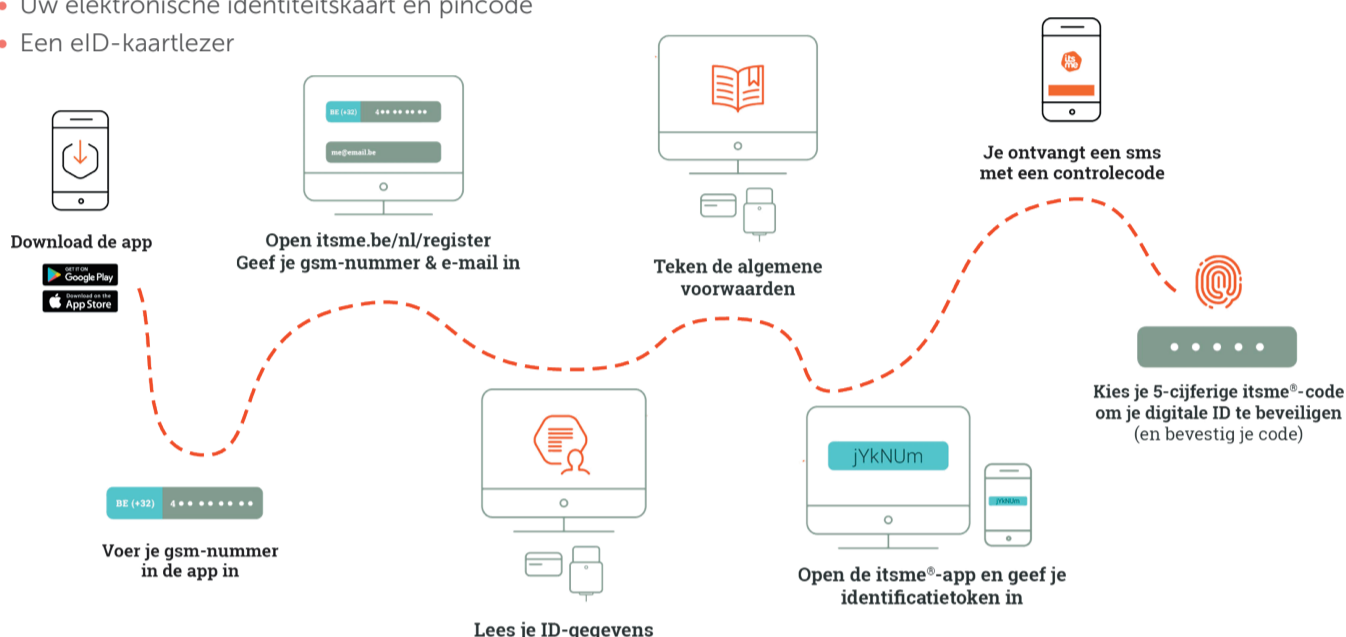 Uw elektronische identiteitskaart en pincode
Een eID-kaartlezer
Download de app
GET IT ON
Google Play
Download on the
App Store
BE (+32) 4•• •• •• ••
Voer je gsm-nummer
in de app in
BE (+32) 4•• •• •• ••
me@email.be
Open itsme.be/nl/register
Geef je gsm-nummer & e-mail in
Lees je ID-gegevens
Teken de algemene
voorwaarden
jYkNUm
jYkNUm
Open de itsme®-app en geef je
identificatietoken in
its
me
Je ontvangt een sms
met een controlecode
Kies je 5-cijferige itsme®-code
om je digitale ID te beveiligen
(en bevestig je code)